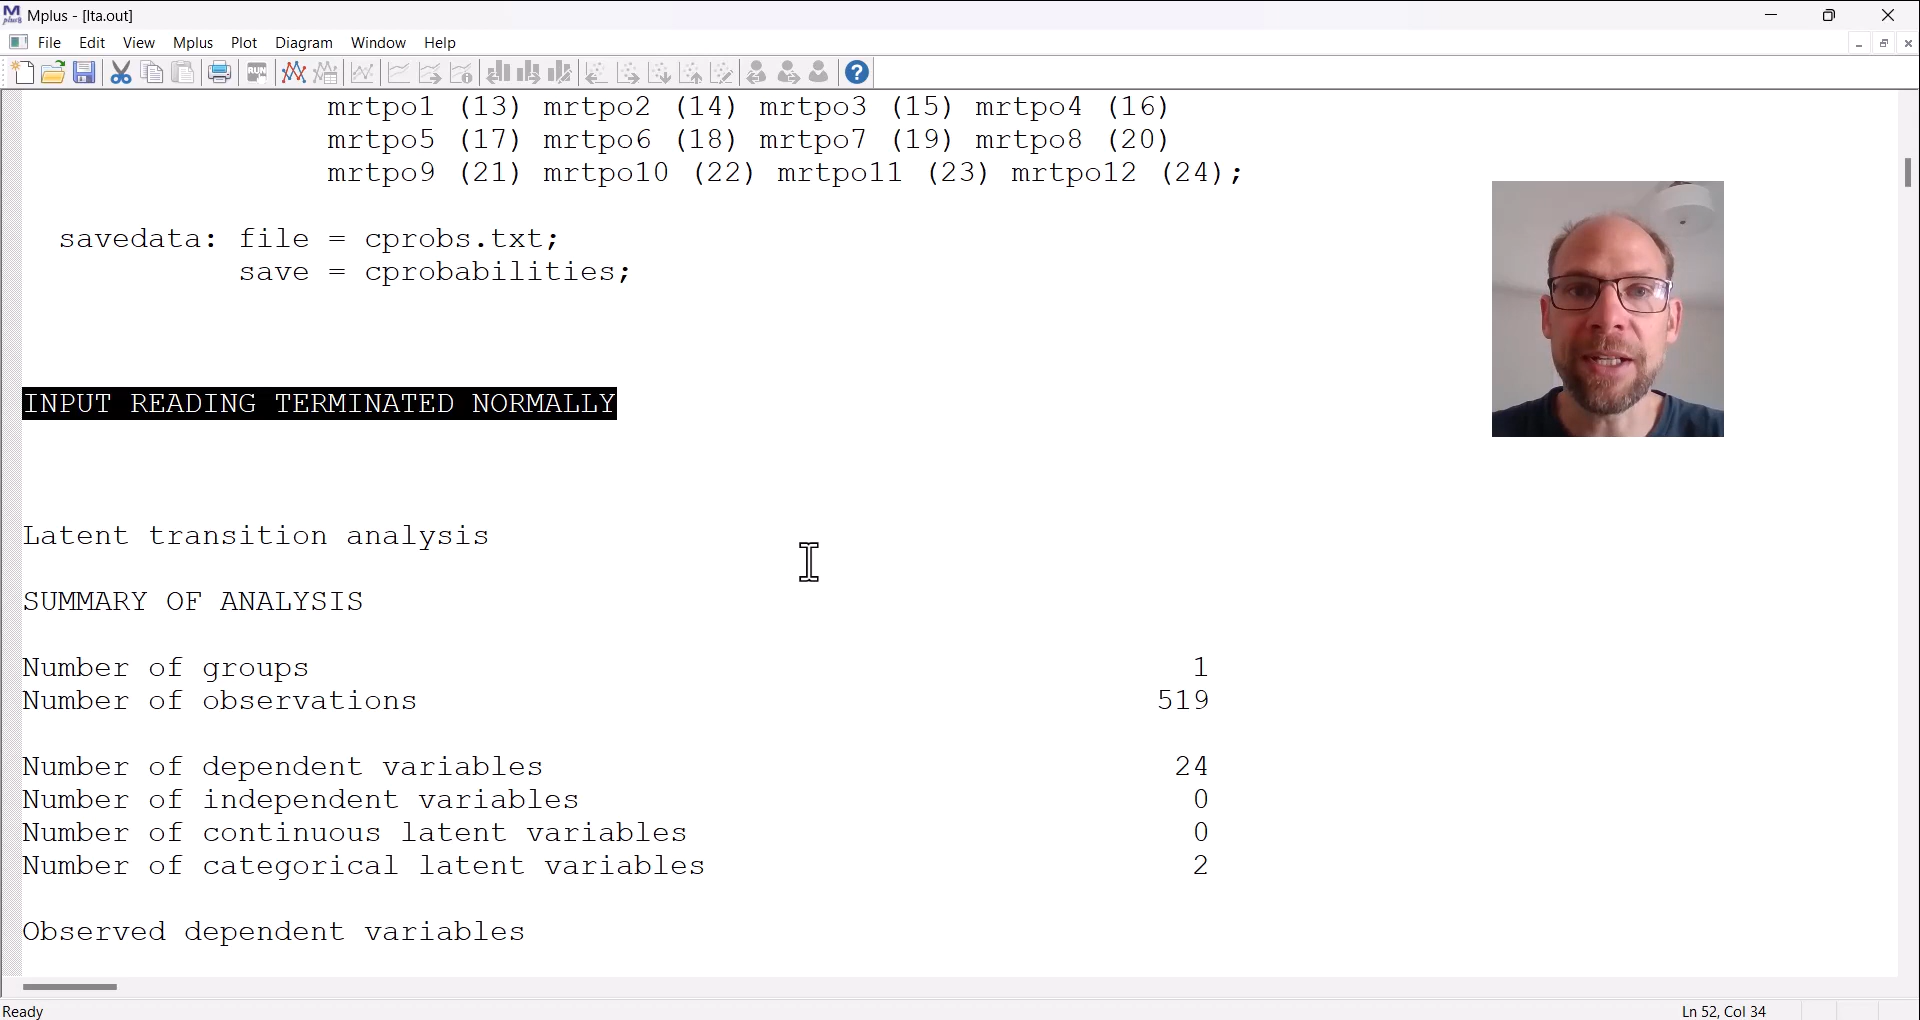 Mplus - [lta.out]
File Edit View Mplus Plot Diagram Window Help
mrtpo1 (13) mrtpo2 (14) mrtpo3 (15) mrtpo4 (16)
mrtpo5 (17) mrtpo6 (18) mrtpo7 (19) mrtpo8 (20)
mrtpo9 (21) mrtpo10 (22) mrtpo11 (23) mrtpo12 (24);
savedata: file = cprobs.txt;
save = cprobabilities;
INPUT READING TERMINATED NORMALLY
Latent transition analysis
SUMMARY OF ANALYSIS
Number of groups 1
Number of observations 519
Number of dependent variables 24
Number of independent variables 0
Number of continuous latent variables 0
Number of categorical latent variables 2
Observed dependent variables
Ready Ln 52, Col 34